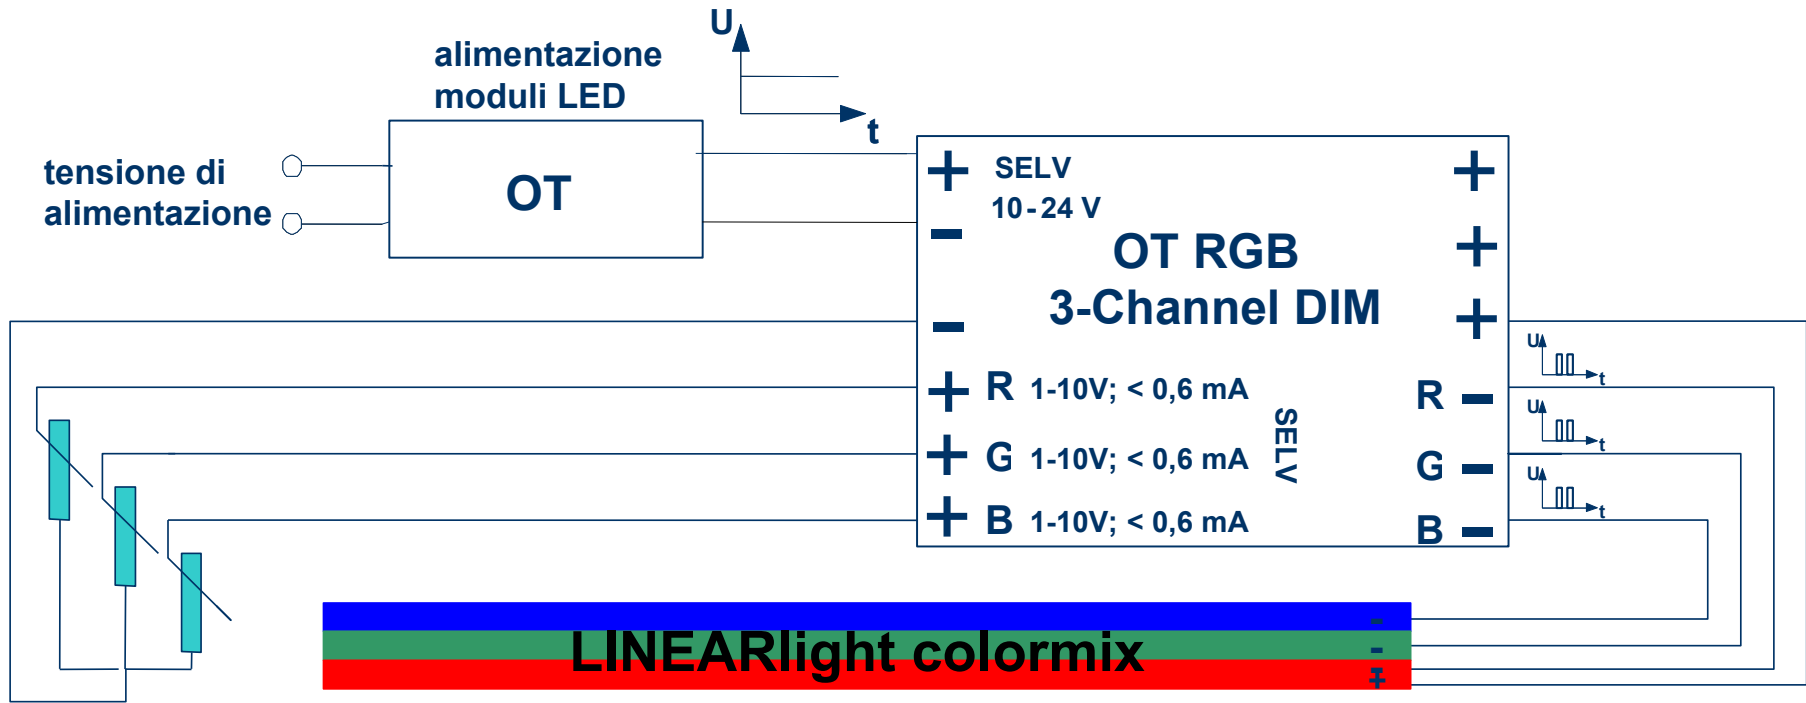 alimentazione
moduli LED
U
t
tensione di
alimentazione
OT
+ SELV +
10-24 V
-
OT RGB +
3-Channel DIM
- +
U
t
+ R 1-10V; < 0,6 mA R -
SELV
U
t
+ G 1-10V; < 0,6 mA G -
U
t
+ B 1-10V; < 0,6 mA B -
LINEARlight colormix
-
-
-
+